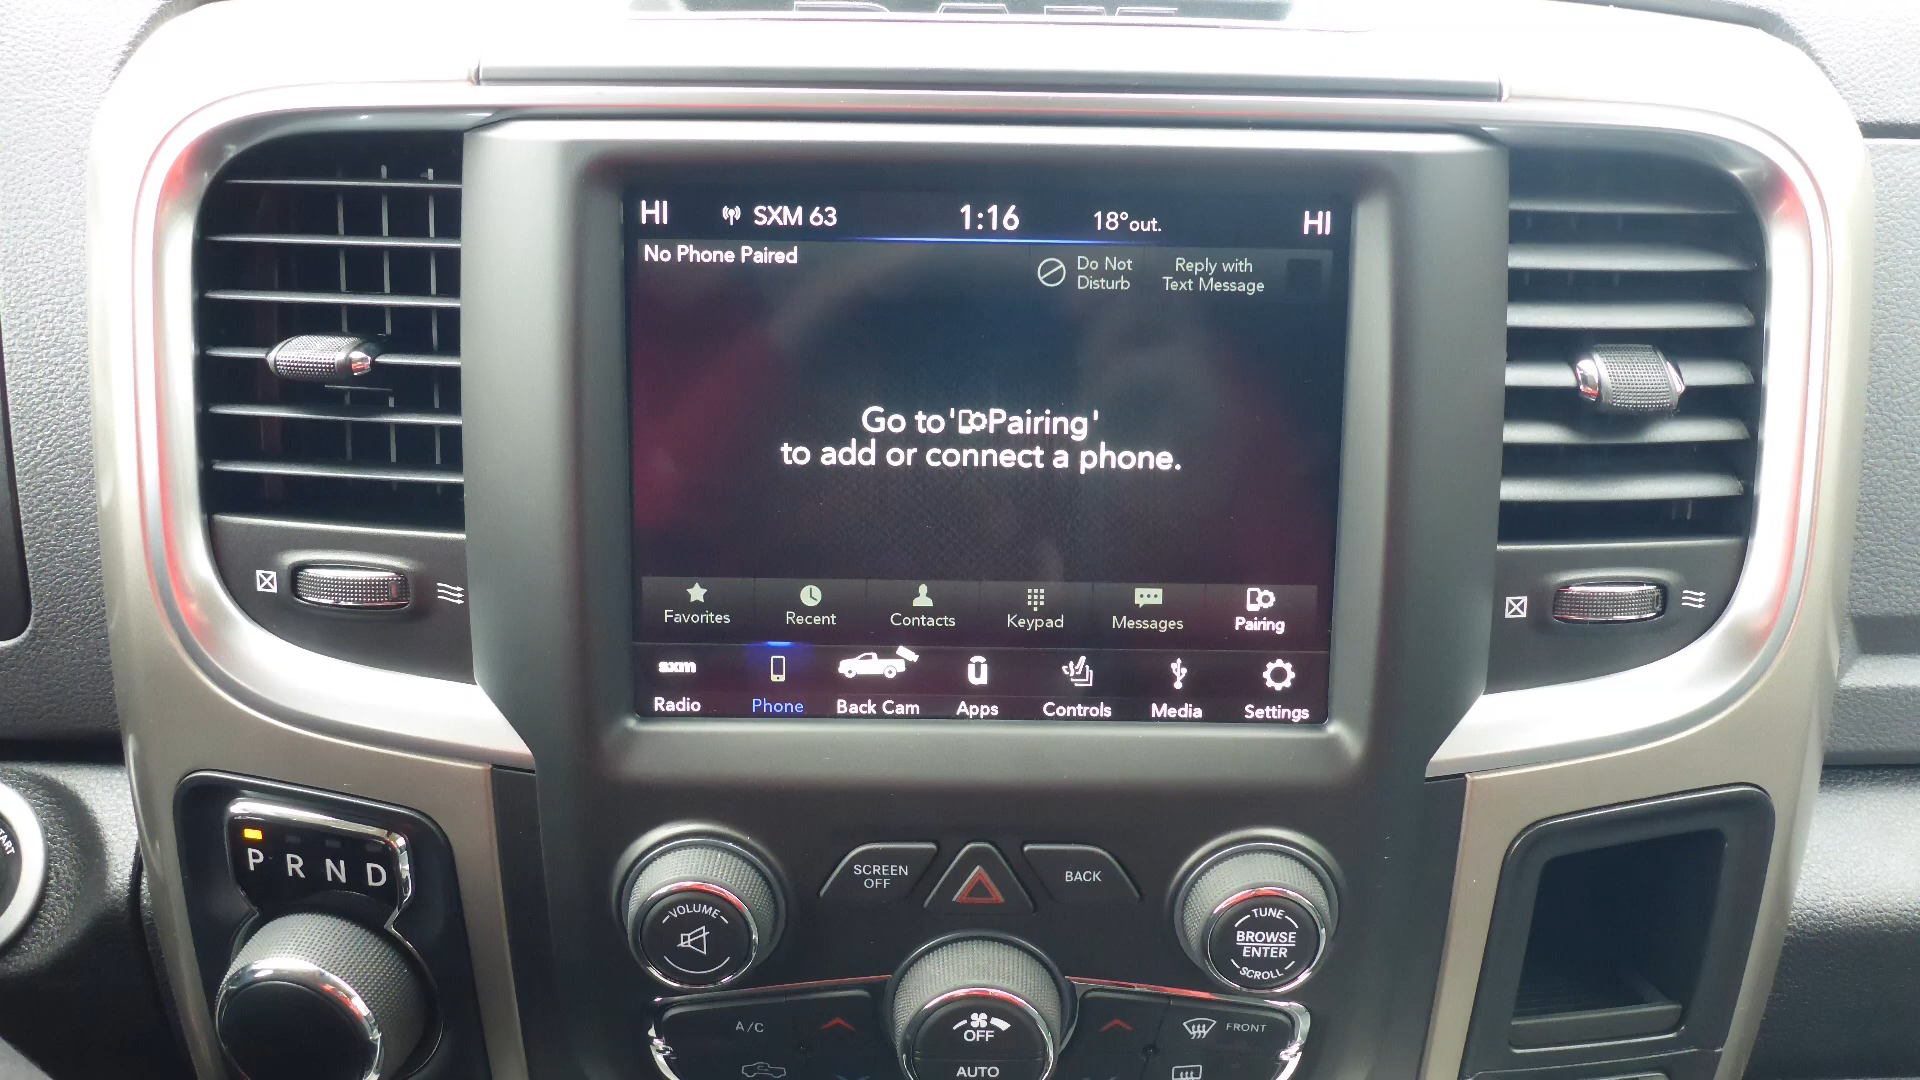 RAM
HI SXM 63 1:16 18°out. HI
No Phone Paired
Do Not
Disturb
Reply with
Text Message
Go to 'Pairing'
to add or connect a phone.
Favorites Recent Contacts Keypad Messages Pairing
sxm
Radio Phone Back Cam Apps Controls Media Settings
START
P R N D
SCREEN
OFF
BACK
VOLUME
TUNE
BROWSE
ENTER
SCROLL
A/C
OFF
AUTO
FRONT